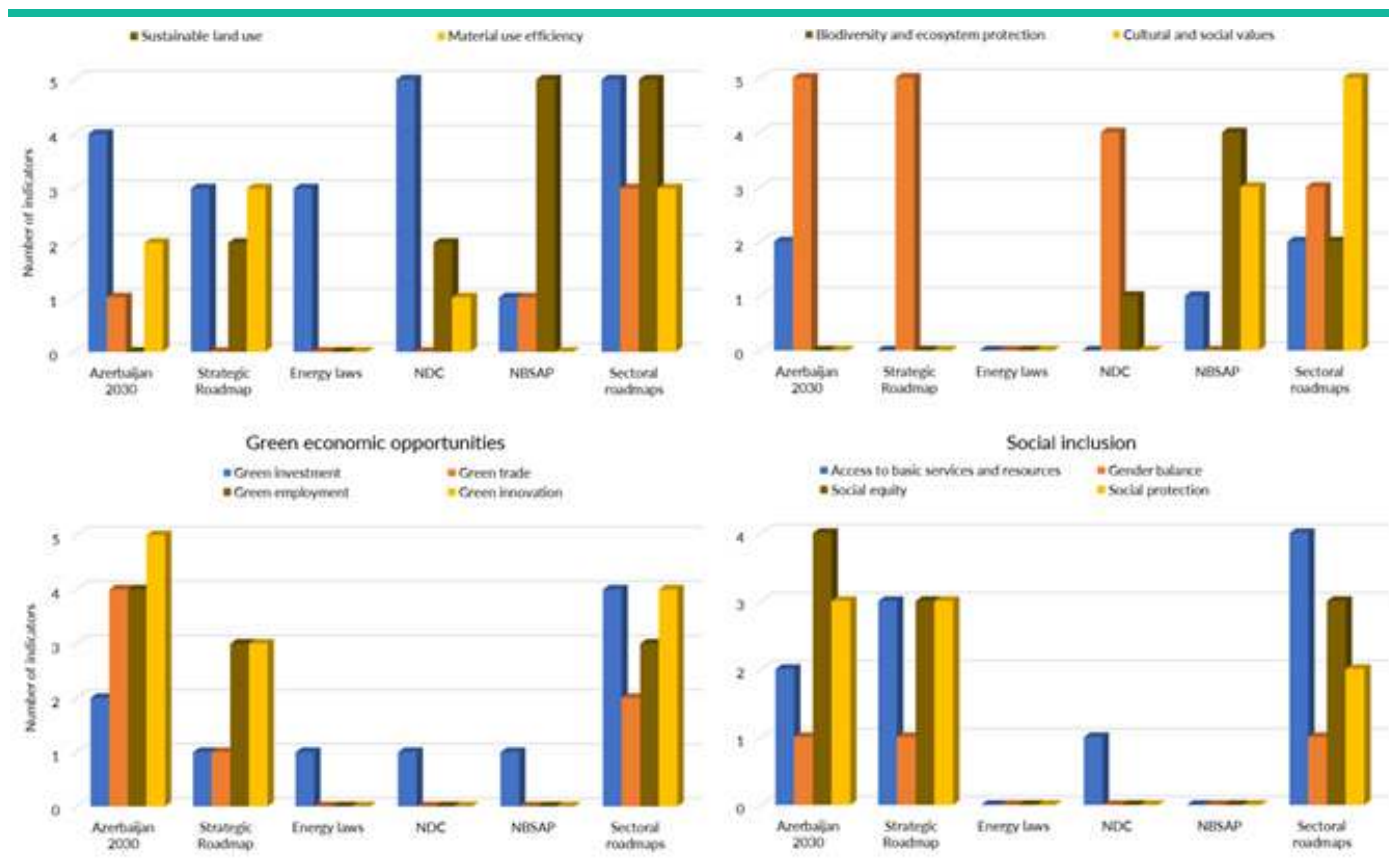 Sustainable land use Material use efficiency
Biodiversity and ecosystem protection Cultural and social values
5
4
3
2
1
0
Number of indicators
Azerbaijan 2030 Strategic Roadmap Energy laws NDC NBSAP Sectoral roadmaps
5
4
3
2
1
0
Azerbaijan 2030 Strategic Roadmap Energy laws NDC NBSAP Sectoral roadmaps
Green economic opportunities
Green investment Green trade
Green employment Green innovation
5
4
3
2
1
0
Number of indicators
Azerbaijan 2030 Strategic Roadmap Energy laws NDC NBSAP Sectoral roadmaps
Social inclusion
Access to basic services and resources Gender balance
Social equity Social protection
4
3
2
1
0
Azerbaijan 2030 Strategic Roadmap Energy laws NDC NBSAP Sectoral roadmaps